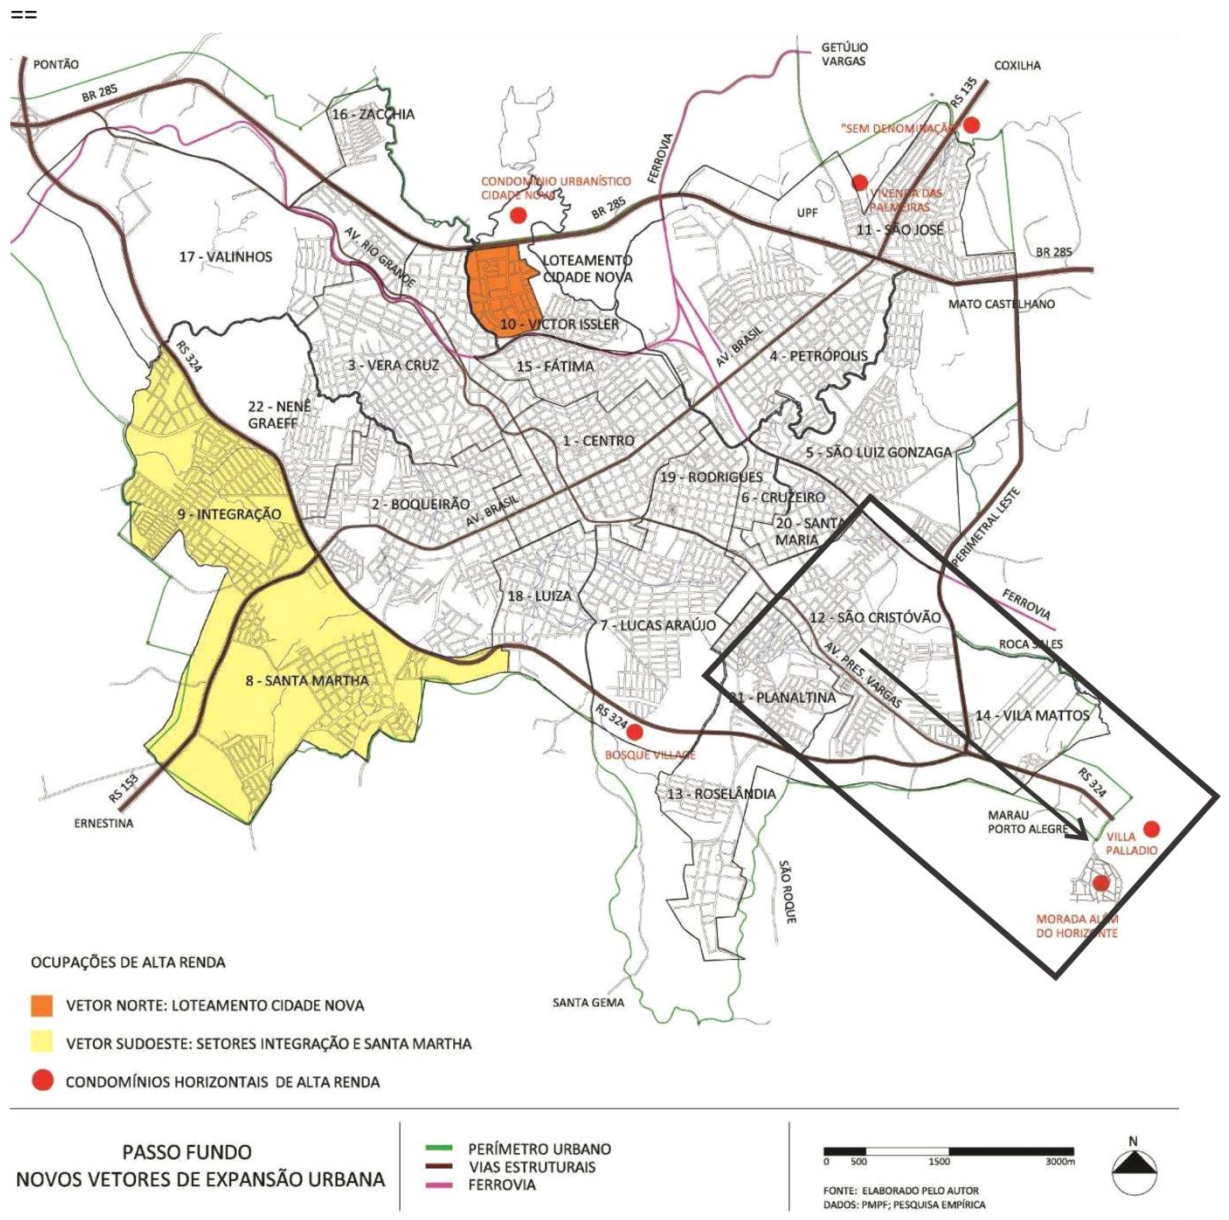 ==
GETÚLIO
VARGAS
PONTÃO
COXILHA
BR 285
RS 135
16 - ZACCHIA
"SEM DENOMINAÇÃO"
FERROVIA
CONDOMÍNIO URBANÍSTICO
CIDADE NOVA
VIVENDA DAS
PALMEIRAS
BR 285
UPF
11 - SÃO JOSÉ
AV. RIO GRANDE
17 - VALINHOS
LOTEAMENTO
CIDADE NOVA
BR 285
MATO CASTELHANO
10 - VICTOR ISSLER
AV. BRASIL
RS 324
3 - VERA CRUZ
15 - FÁTIMA
4 - PETRÓPOLIS
22 - NENÊ
GRAEFF
1 - CENTRO
5 - SÃO LUIZ GONZAGA
19 - RODRIGUES
2 - BOQUEIRÃO
AV. BRASIL
6 - CRUZEIRO
9 - INTEGRAÇÃO
20 - SANTA
MARIA
PERIMETRAL LESTE
18 - LUIZA
FERROVIA
7 - LUCAS ARAÚJO
12 - SÃO CRISTÓVÃO
ROCA SALES
AV. PRES. VARGAS
8 - SANTA MARTHA
21 - PLANALTINA
14 - VILA MATTOS
RS 324
BOSQUE VILLAGE
RS 153
13 - ROSELÂNDIA
RS 324
ERNESTINA
MARAU
PORTO ALEGRE
VILLA
PALLADIO
SÃO ROQUE
MORADA ALÉM
DO HORIZONTE
SANTA GEMA
OCUPAÇÕES DE ALTA RENDA
VETOR NORTE: LOTEAMENTO CIDADE NOVA
VETOR SUDOESTE: SETORES INTEGRAÇÃO E SANTA MARTHA
CONDOMÍNIOS HORIZONTAIS DE ALTA RENDA
PASSO FUNDO
NOVOS VETORES DE EXPANSÃO URBANA
PERÍMETRO URBANO
VIAS ESTRUTURAIS
FERROVIA
0 500 1500 3000m
FONTE: ELABORADO PELO AUTOR
DADOS: PMPF; PESQUISA EMPÍRICA
N